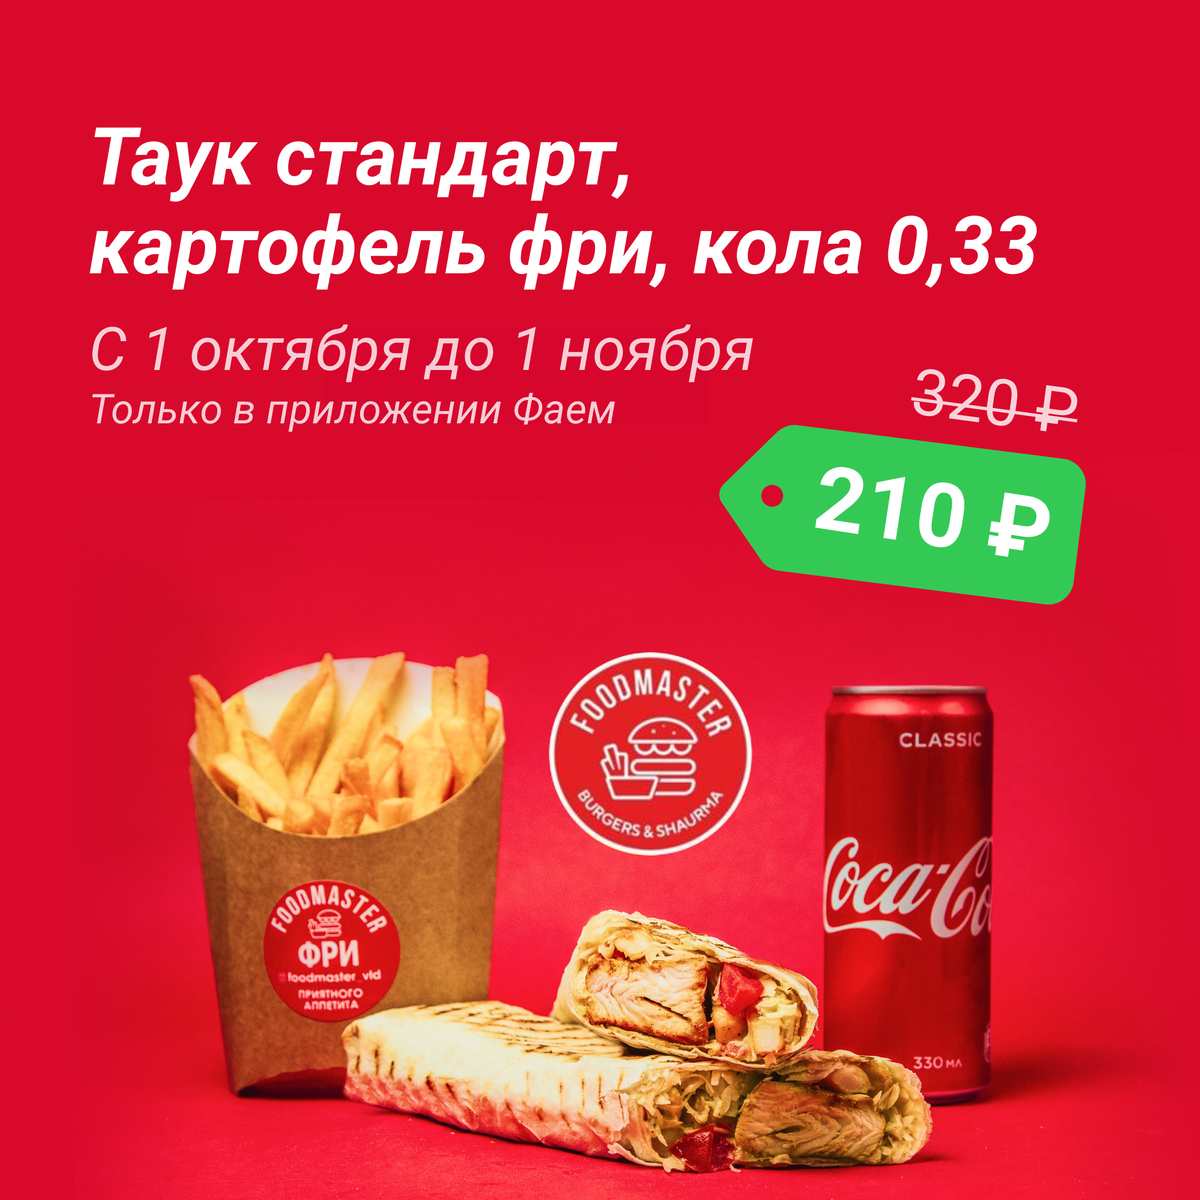 Таук стандарт,
картофель фри, кола 0,33
С 1 октября до 1 ноября
Только в приложении Фаем
320 ₽
210 ₽
FOODMASTER
BURGERS & SHAURMA
CLASSIC
Coca-Co
330 мл
FOODMASTER
ФРИ
foodmaster_vld
ПРИЯТНОГО
АППЕТИТА